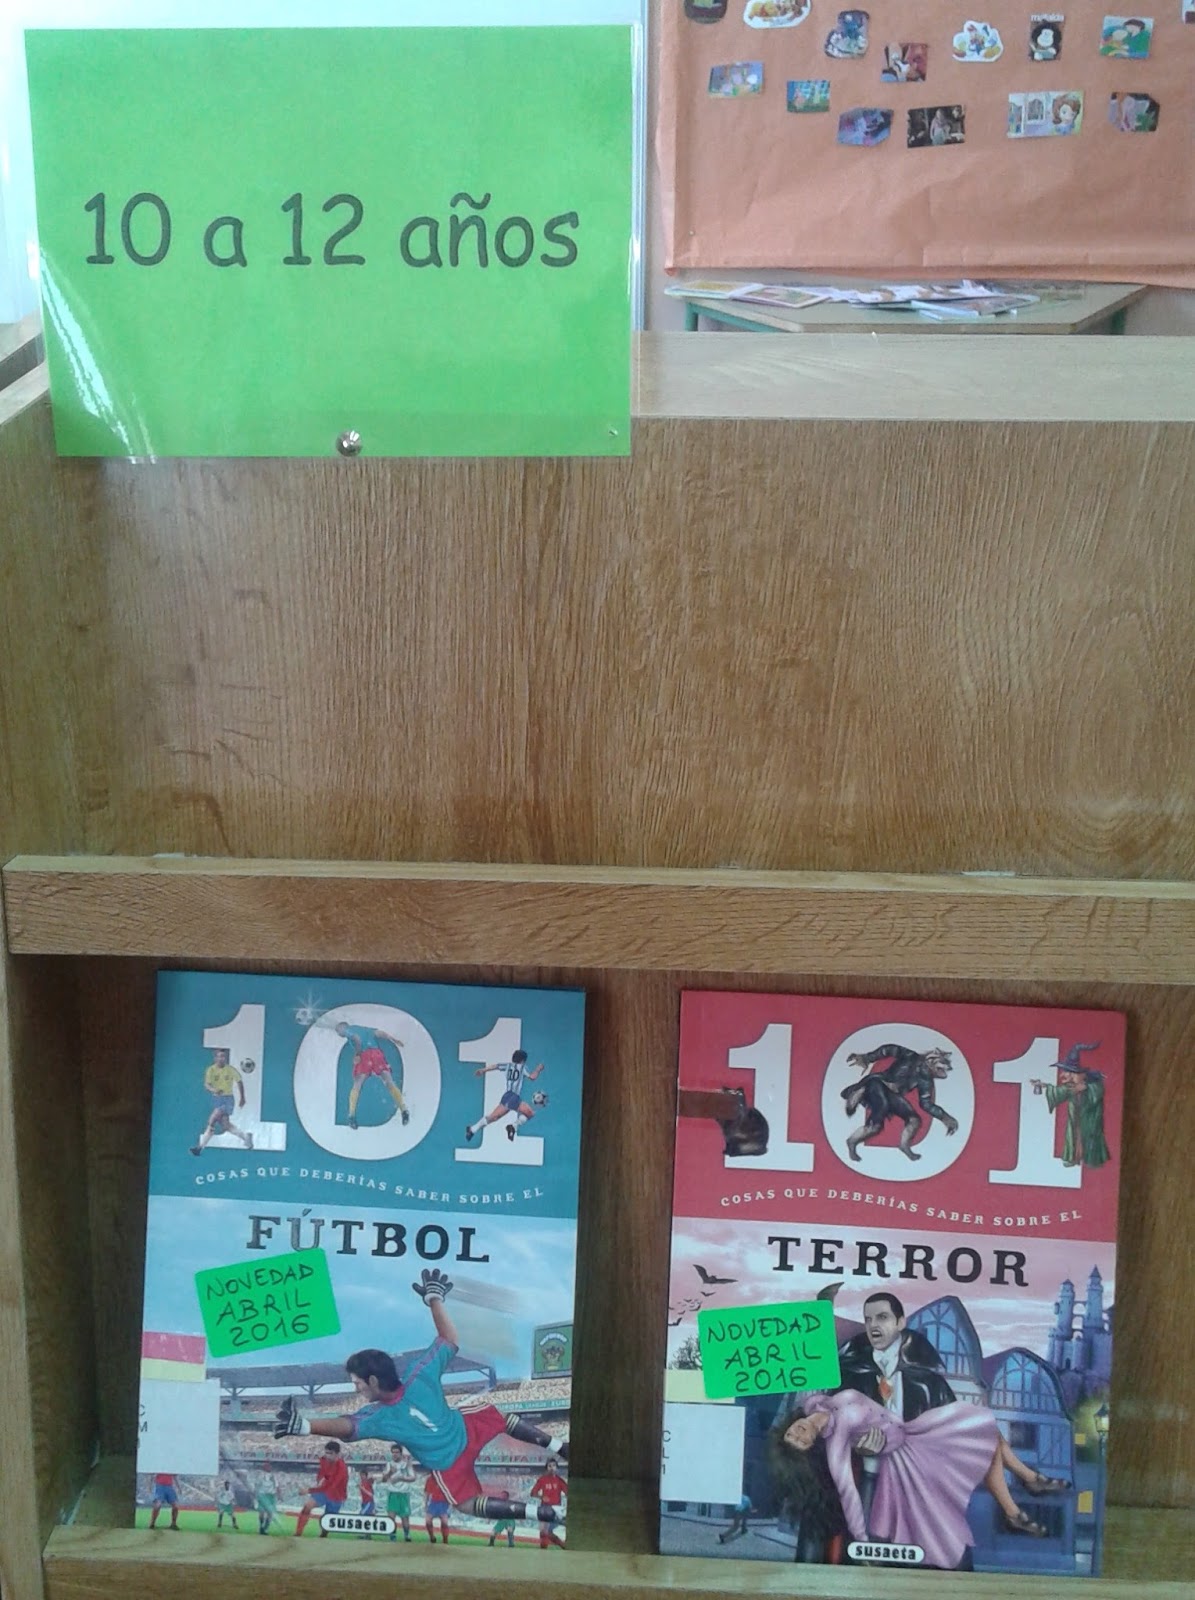 10 a 12 años
101
COSAS QUE DEBERÍAS SABER SOBRE EL
FÚTBOL
NOVEDAD
ABRIL
2016
susaeta
101
COSAS QUE DEBERÍAS SABER SOBRE EL
TERROR
NOVEDAD
ABRIL
2016
susaeta